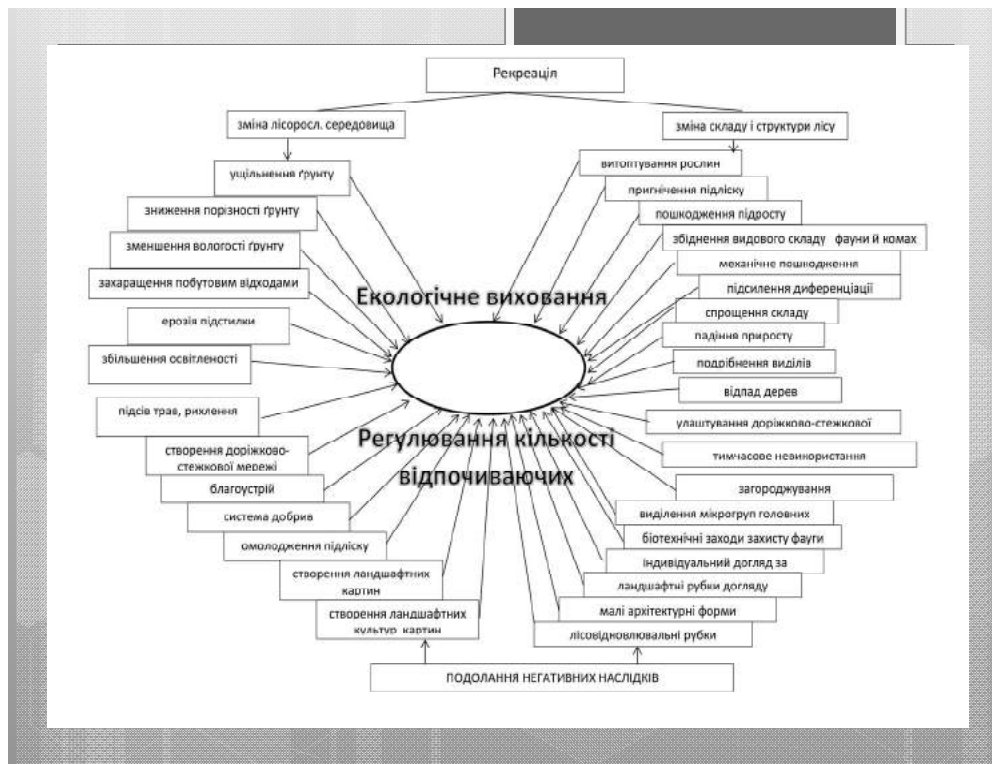 Рекреація
зміна лісоросл. середовища
зміна складу і структури лісу
ущільнення ґрунту
зниження порізності ґрунту
зменшення вологості ґрунту
захаращення побутовим відходами
ерозія підстилки
збільшення освітленості
витоптування рослин
пригнічення підліску
пошкодження підросту
збіднення видового складу фауни й комах
механічне пошкодження
підсилення диференціації
спрощення складу
падіння приросту
подрібнення виділів
відпад дерев
Екологічне виховання
Регулювання кількості
відпочиваючих
підсів трав, рихлення
створення доріжково-
стежкової мережі
благоустрій
система добрив
омолодження підліску
створення ландшафтних
картин
створення ландшафтних
культур картин
улаштування доріжково-стежкової
тимчасове невикористання
загороджування
виділення мікрогруп головних
біотехнічні заходи захисту фауги
індивідуальний догляд за
ландшафтні рубки догляду
малі архітектурні форми
лісовідновлювальні рубки
ПОДОЛАННЯ НЕГАТИВНИХ НАСЛІДКІВ